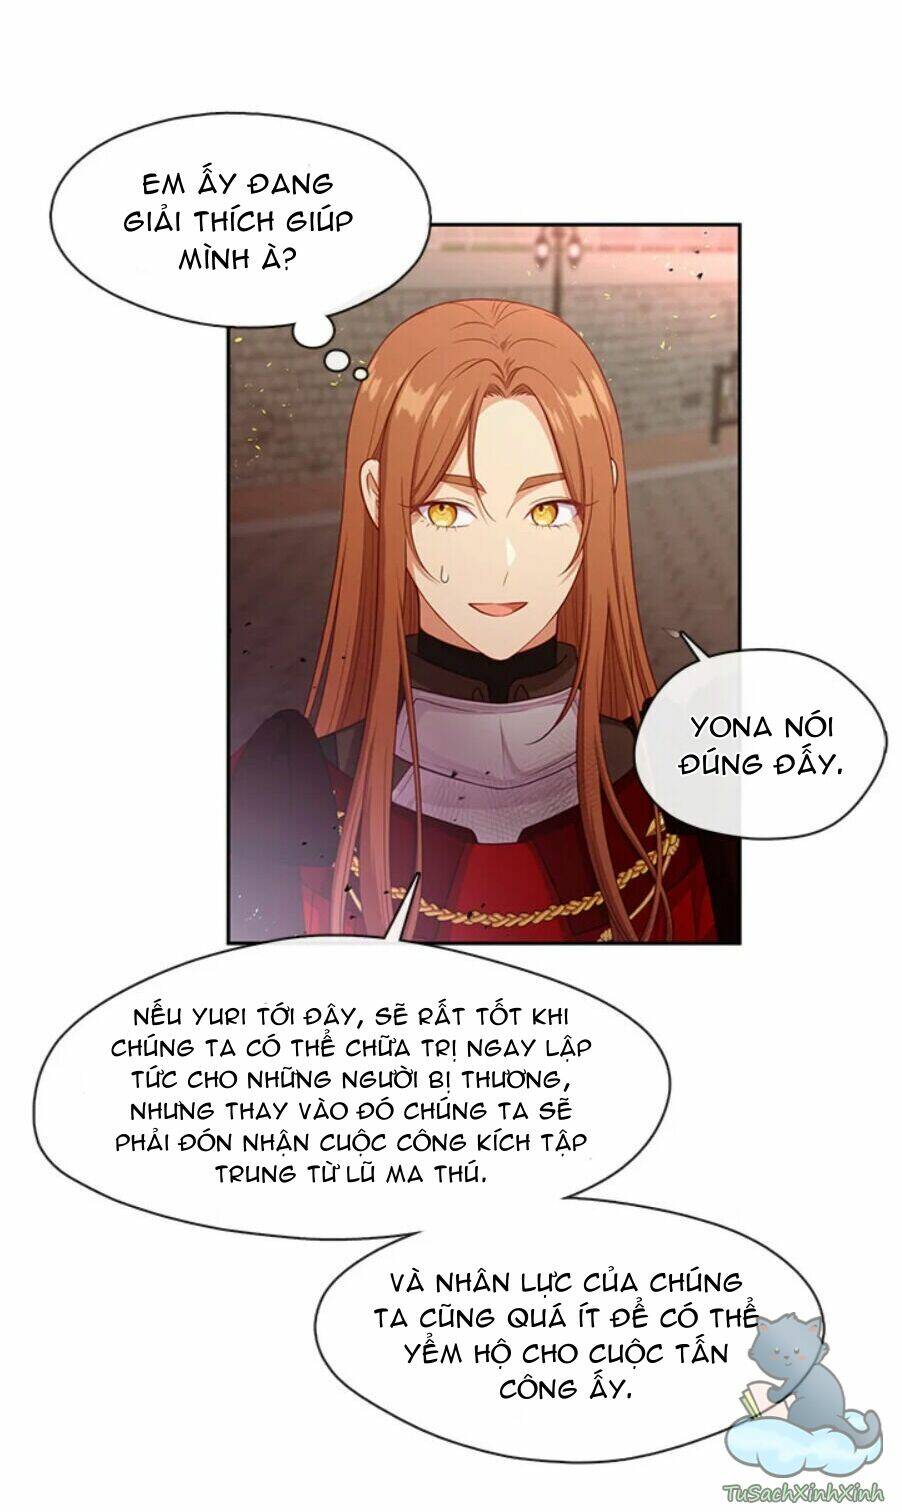 EM ẤY ĐANG
GIẢI THÍCH GIÚP
MÌNH À?
YONA NÓI
ĐÚNG ĐẤY.
NẾU YURI TỚI ĐÂY, SẼ RẤT TỐT KHI
CHÚNG TA CÓ THỂ CHỮA TRỊ NGAY LẬP
TỨC CHO NHỮNG NGƯỜI BỊ THƯƠNG,
NHƯNG THAY VÀO ĐÓ CHÚNG TA SẼ
PHẢI ĐÓN NHẬN CUỘC CÔNG KÍCH TẬP
TRUNG TỪ LŨ MA THÚ.
VÀ NHÂN LỰC CỦA CHÚNG
TA CŨNG QUÁ ÍT ĐỂ CÓ THỂ
YỂM HỘ CHO CUỘC TẤN
CÔNG ẤY.
TuSachXinhXinh